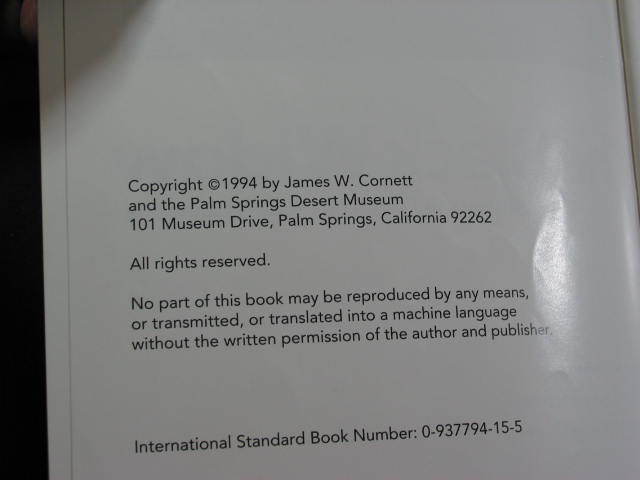 Copyright ©1994 by James W. Cornett
and the Palm Springs Desert Museum
101 Museum Drive, Palm Springs, California 92262
All rights reserved.
No part of this book may be reproduced by any means,
or transmitted, or translated into a machine language
without the written permission of the author and publisher.
International Standard Book Number: 0-937794-15-5